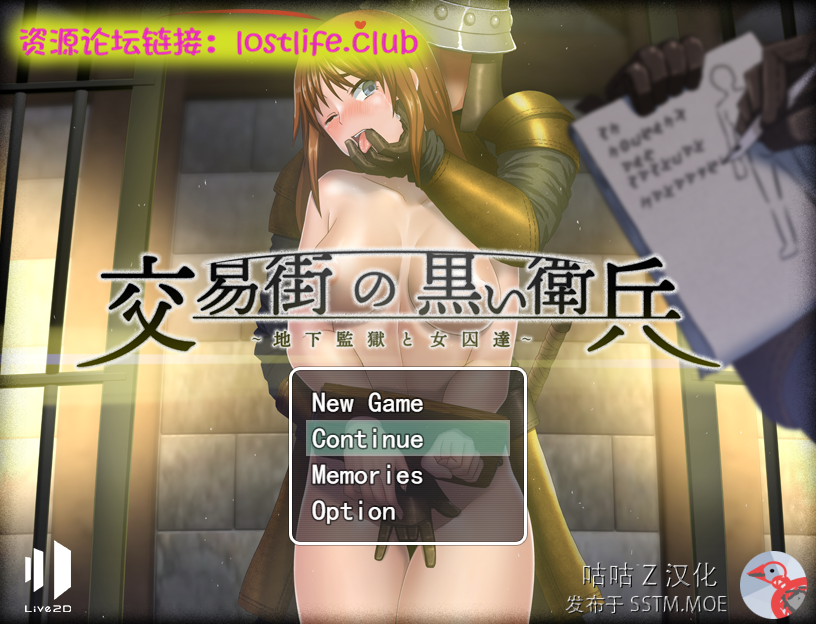 资源论坛链接：lostlife.club
交易街の黒い衛兵
~地下監獄と女囚達~
New Game
Continue
Memories
Option
Live2D
咕咕 Z 汉化
发布于 SSTM.MOE